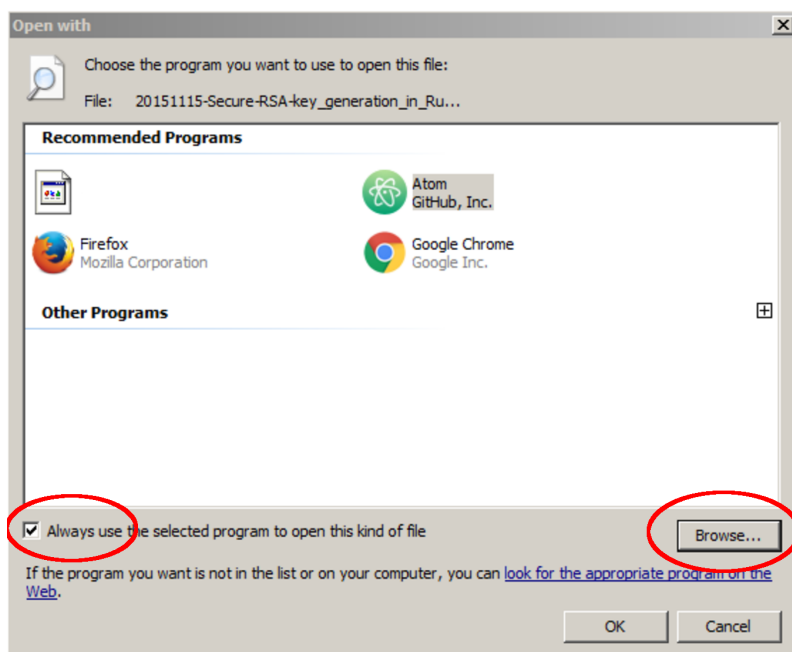 Open with
Choose the program you want to use to open this file:
File: 20151115-Secure-RSA-key_generation_in_Ru...
Recommended Programs
Atom
GitHub, Inc.
Firefox
Mozilla Corporation
Google Chrome
Google Inc.
Other Programs
Always use the selected program to open this kind of file
Browse...
If the program you want is not in the list or on your computer, you can look for the appropriate program on the
Web.
OK Cancel